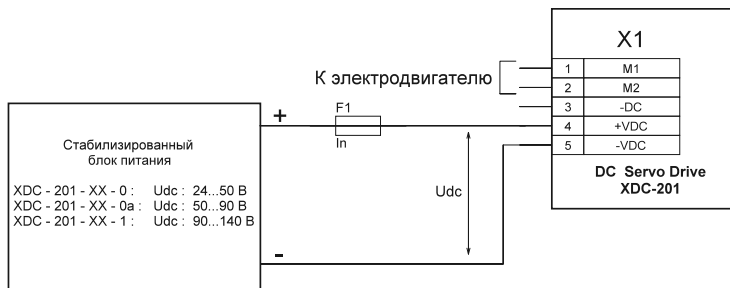 X1
1 M1
2 M2
3 -DC
4 +VDC
5 -VDC
DC Servo Drive
XDC-201
К электродвигателю
+
F1
In
Udc
-
Стабилизированный
блок питания
XDC - 201 - XX - 0 : Udc : 24...50 В
XDC - 201 - XX - 0a : Udc : 50...90 В
XDC - 201 - XX - 1 : Udc : 90...140 В